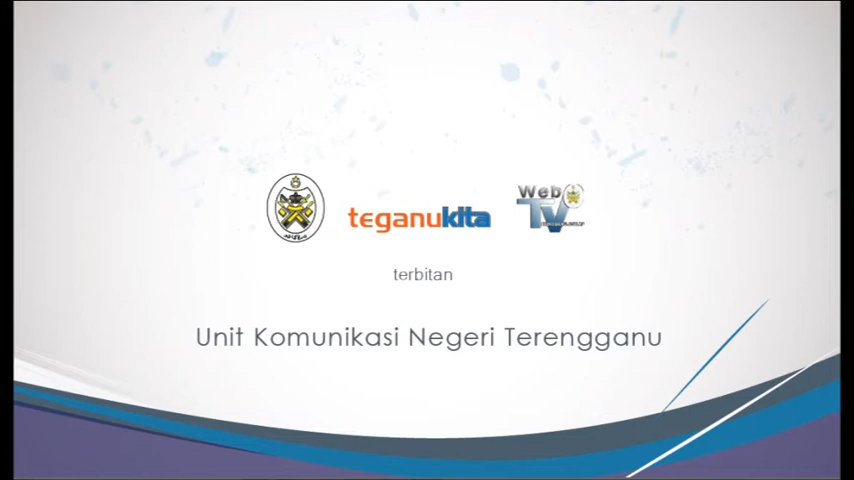 teganukita
Web
TV
terbitan
Unit Komunikasi Negeri Terengganu